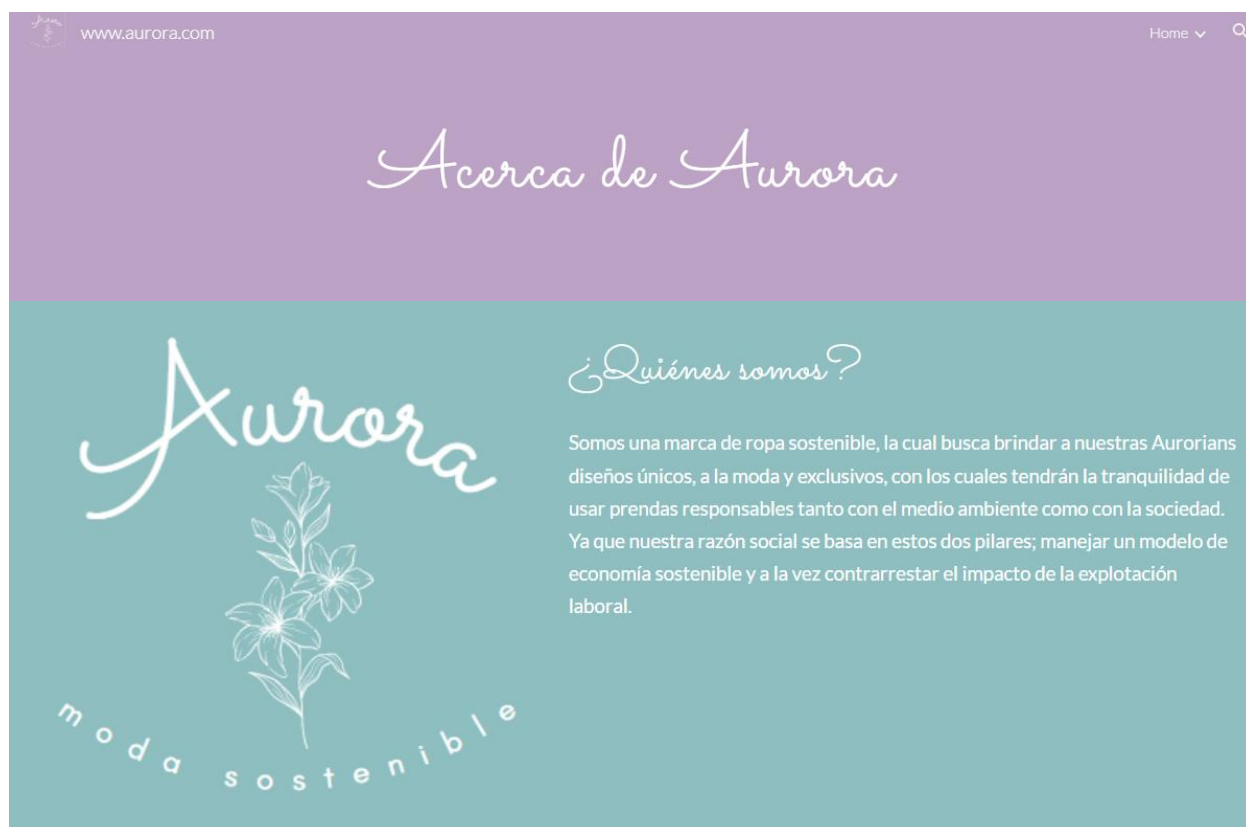 www.aurora.com
Home
Acerca de Aurora
Aurora
moda sostenible
¿Quiénes somos?
Somos una marca de ropa sostenible, la cual busca brindar a nuestras Aurorians
diseños únicos, a la moda y exclusivos, con los cuales tendrán la tranquilidad de
usar prendas responsables tanto con el medio ambiente como con la sociedad.
Ya que nuestra razón social se basa en estos dos pilares; manejar un modelo de
economía sostenible y a la vez contrarrestar el impacto de la explotación
laboral.